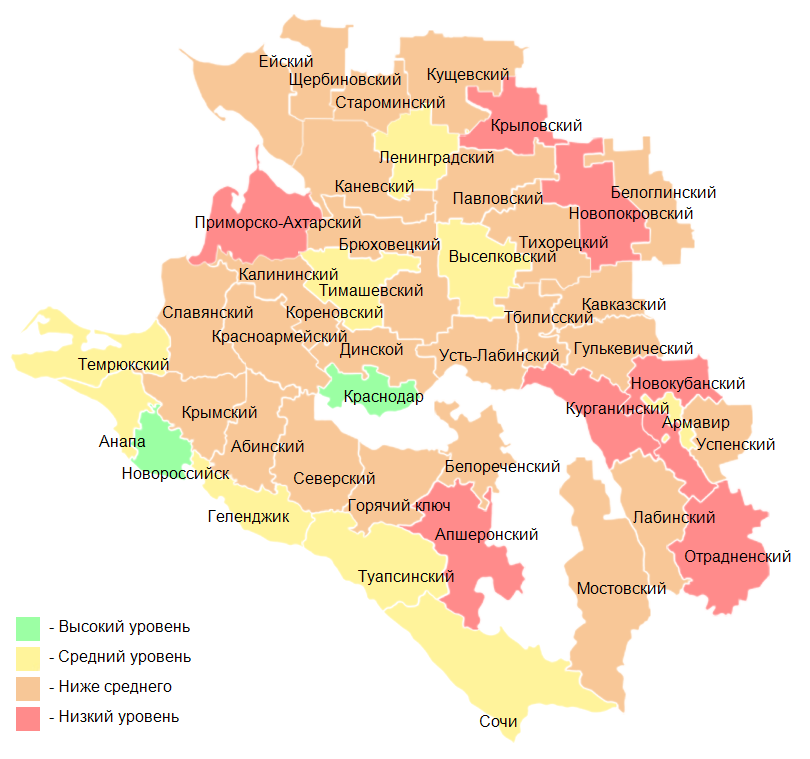 Ейский
Щербиновский
Кущевский
Староминский
Крыловский
Ленинградский
Каневский
Павловский
Белоглинский
Новопокровский
Приморско-Ахтарский
Брюховецкий
Тихорецкий
Выселковский
Калининский
Тимашевский
Славянский
Кореновский
Тбилисский
Кавказский
Красноармейский
Динской
Усть-Лабинский
Гулькевический
Темрюкский
Новокубанский
Краснодар
Курганинский
Крымский
Армавир
Анапа
Абинский
Успенский
Новороссийск
Северский
Белореченский
Геленджик
Горячий ключ
Лабинский
Апшеронский
Отрадненский
Туапсинский
Мостовский
- Высокий уровень
- Средний уровень
- Ниже среднего
- Низкий уровень
Сочи